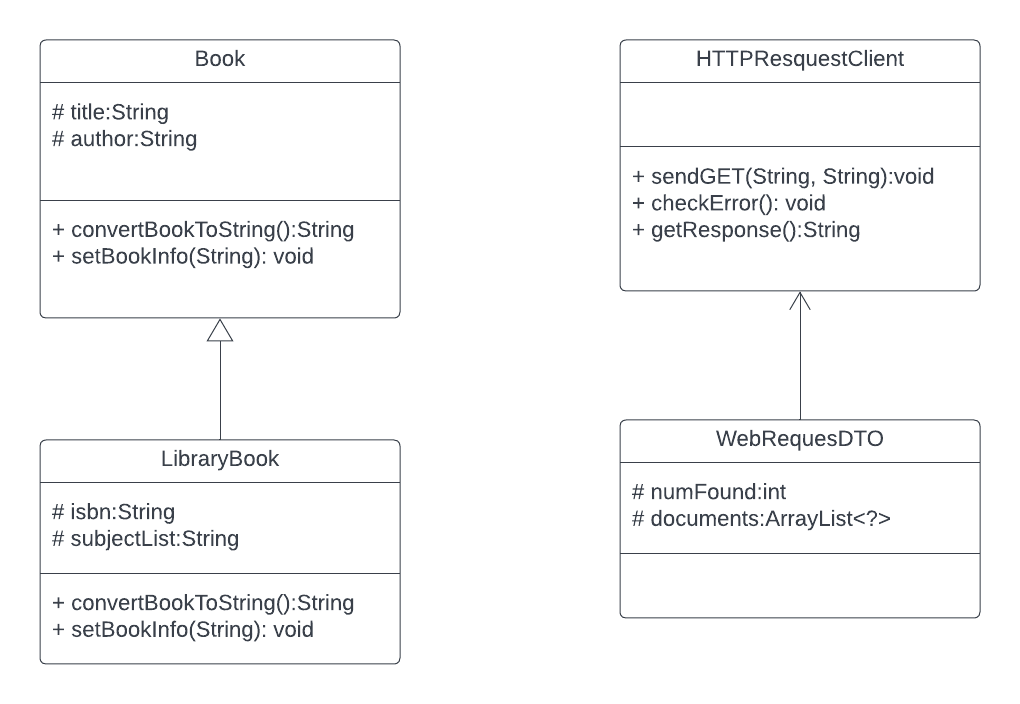 Book
# title:String
# author:String
+ convertBookToString():String
+ setBookInfo(String): void
LibraryBook
# isbn:String
# subjectList:String
+ convertBookToString():String
+ setBookInfo(String): void
HTTPResquestClient
+ sendGET(String, String):void
+ checkError(): void
+ getResponse():String
WebRequesDTO
# numFound:int
# documents:ArrayList<?>